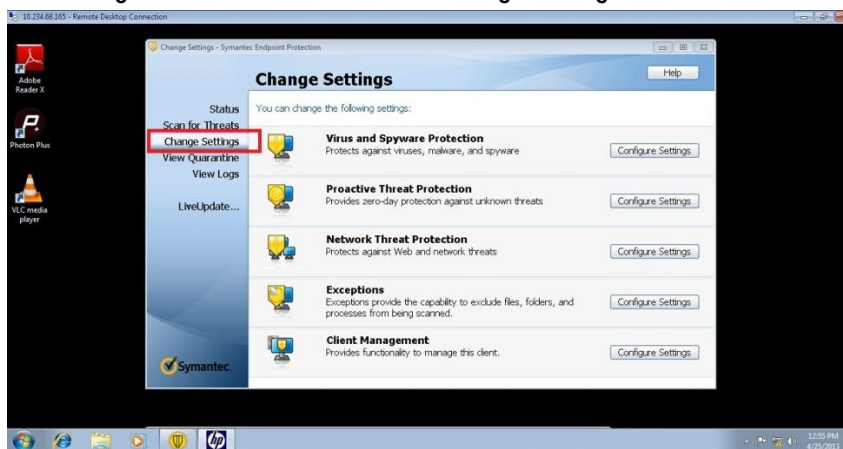 10.234.68.165 - Remote Desktop Connection
Adobe
Reader X
Photon Plus
VLC media
player
Change Settings - Symantec Endpoint Protection
Change Settings
Help
Status
Scan for Threats
Change Settings
View Quarantine
View Logs
LiveUpdate...
Symantec.
You can change the following settings:
Virus and Spyware Protection
Protects against viruses, malware, and spyware
Configure Settings
Proactive Threat Protection
Provides zero-day protection against unknown threats
Configure Settings
Network Threat Protection
Protects against Web and network threats
Configure Settings
Exceptions
Exceptions provide the capability to exclude files, folders, and
processes from being scanned.
Configure Settings
Client Management
Provides functionality to manage this client.
Configure Settings
hp
12:55 PM
4/25/2013